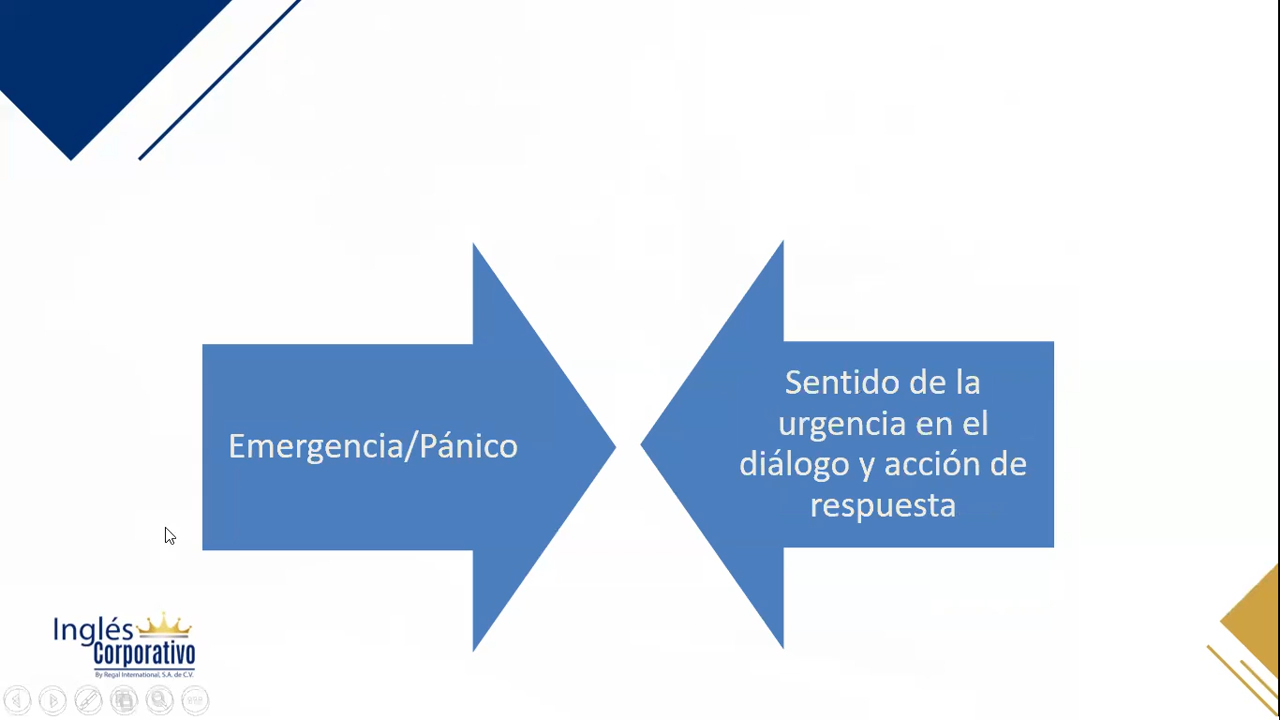 Emergencia/Pánico
Sentido de la
urgencia en el
diálogo y acción de
respuesta
Inglés
Corporativo
By Regal International, S.A. de C.V.